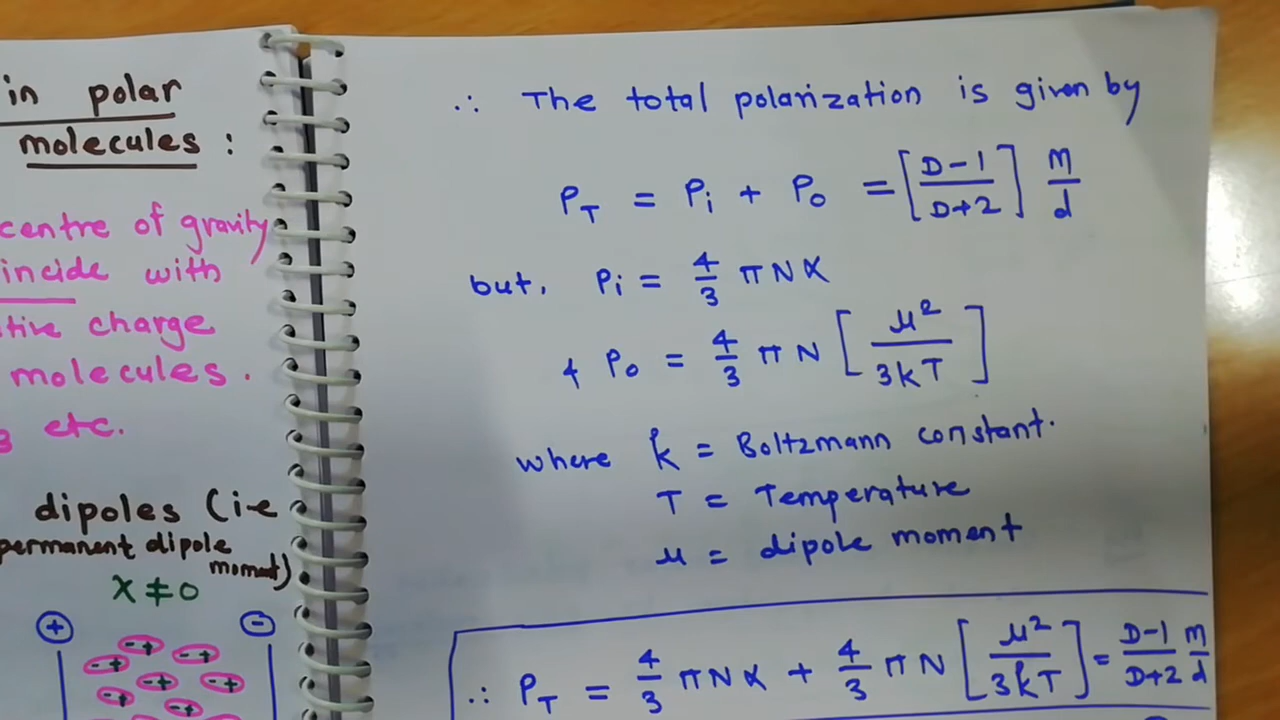 in polar
molecules :
centre of gravity
incide with
tive charge
molecules.
etc.
dipoles (i-e
permanent dipole
moment)
x ≠ 0
+ -
- + - +
- + - + - +
- + - +
∴ The total polarization is given by
P_T = P_i + P_o = [D-1/D+2] M/d
but, P_i = 4/3 π N α
& P_o = 4/3 π N [μ²/3kT]
where k = Boltzmann constant.
T = Temperature
μ = dipole moment
∴ P_T = 4/3 π N α + 4/3 π N [μ²/3kT] = D-1/D+2 M/d